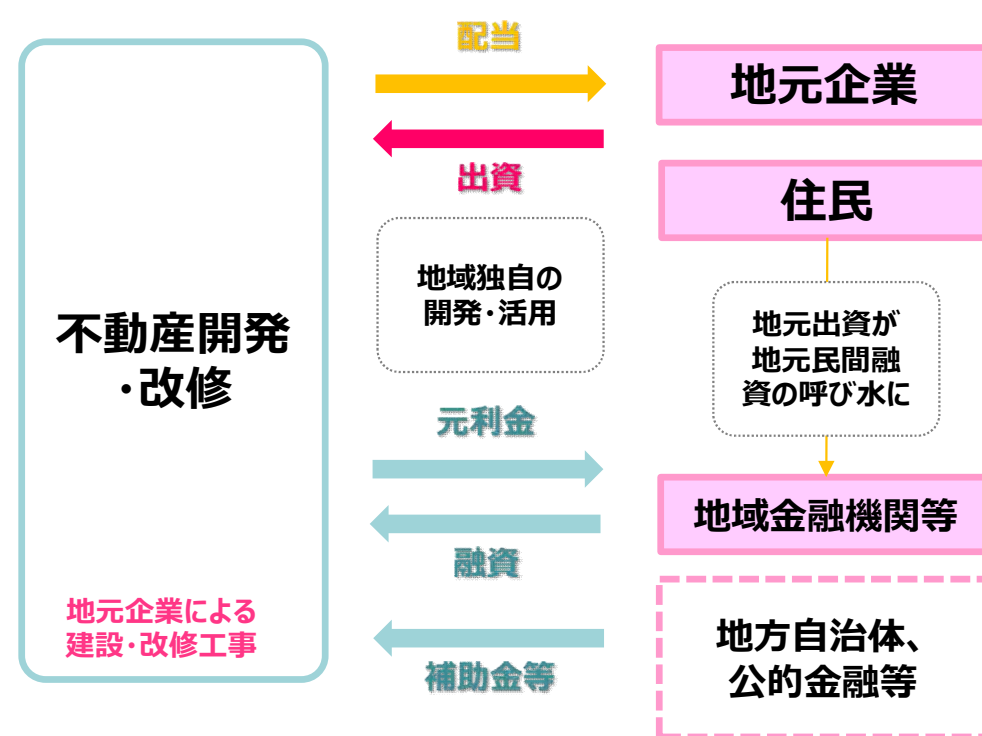 配当
地元企業
出資
住民
地域独自の
開発・活用
地元出資が
地元民間融
資の呼び水に
不動産開発
・改修
元利金
地域金融機関等
融資
地元企業による
建設・改修工事
補助金等
地方自治体、
公的金融等